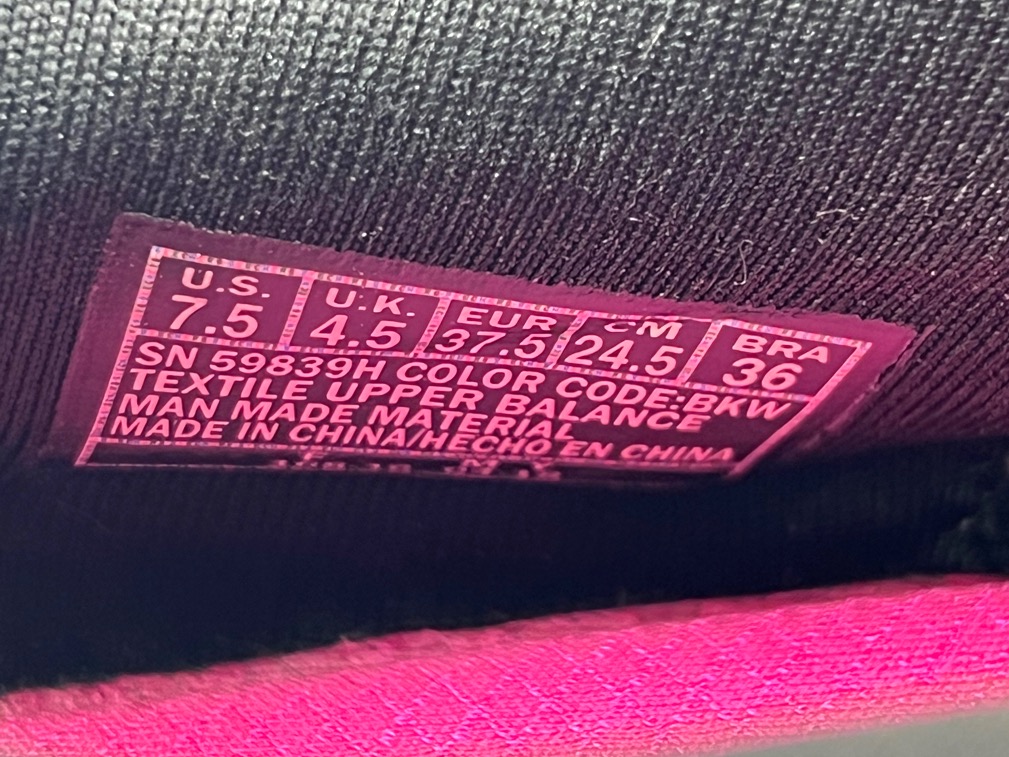 U.S. U.K. EUR CM BRA
7.5 4.5 37.5 24.5 36
SN 59839H COLOR CODE:BKW
TEXTILE UPPER BALANCE
MAN MADE MATERIAL
MADE IN CHINA/HECHO EN CHINA